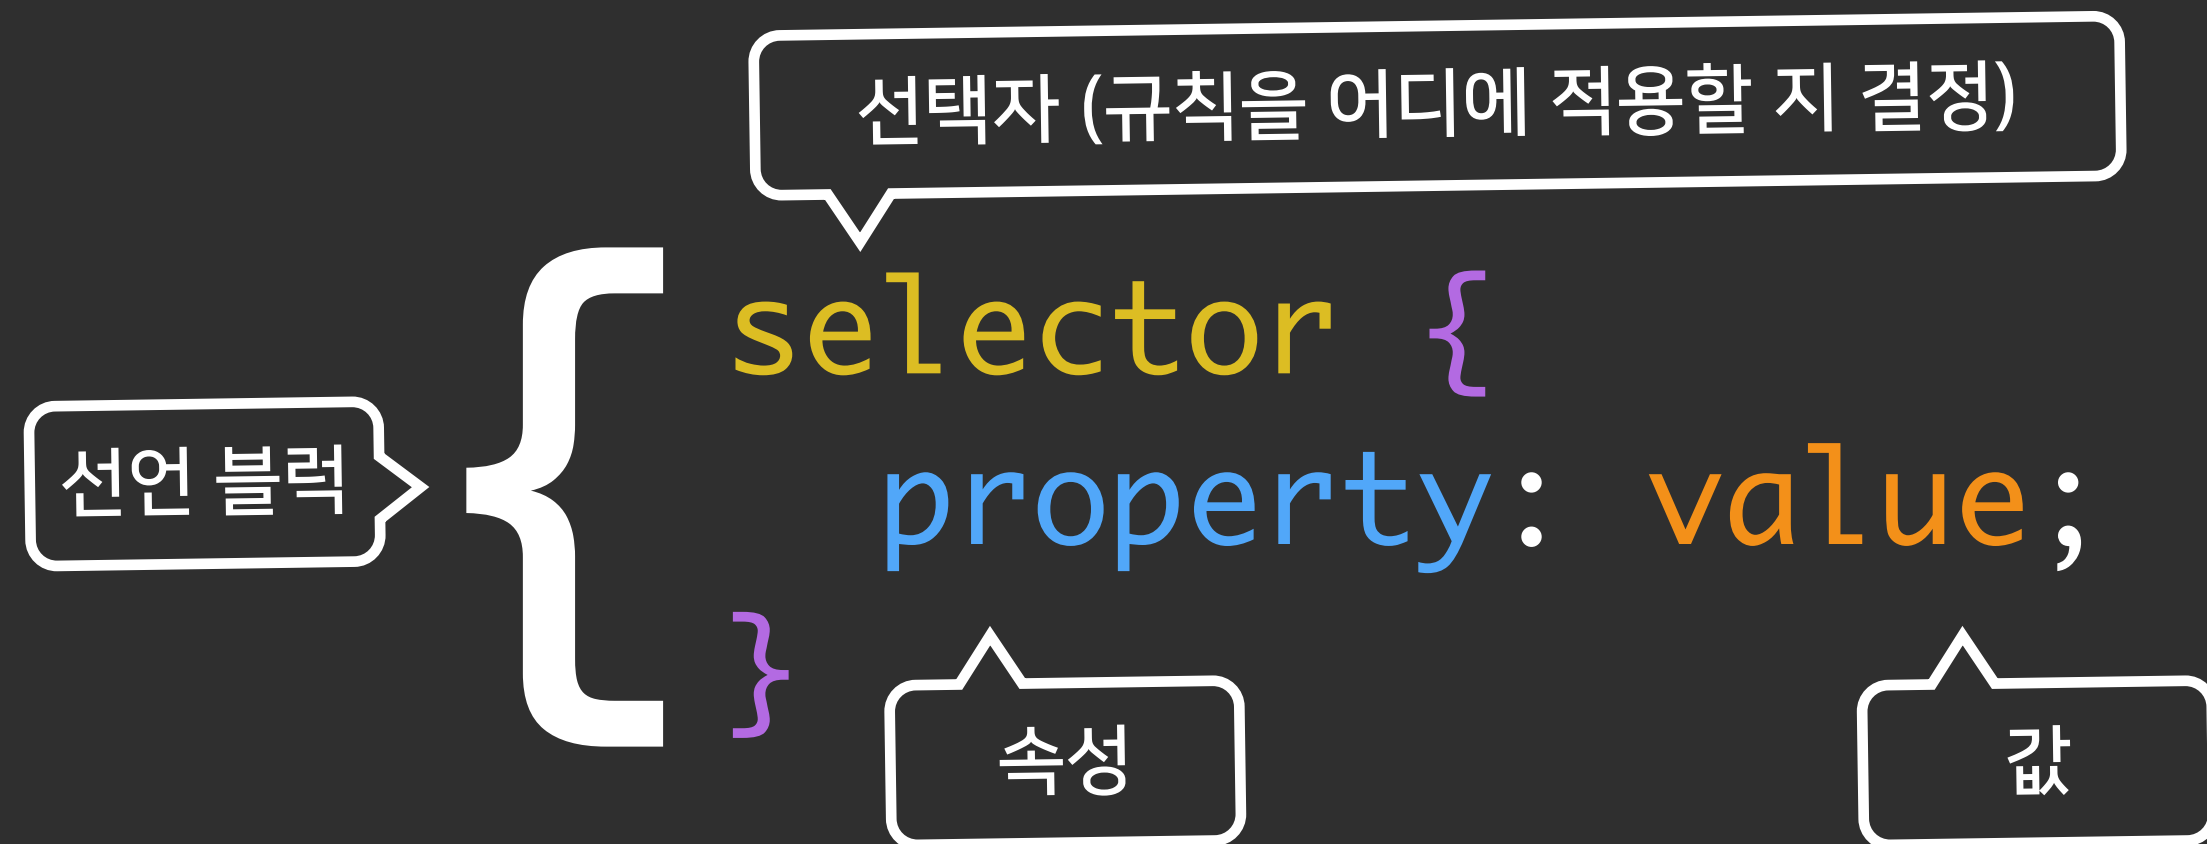 선택자 (규칙을 어디에 적용할 지 결정)
selector {
선언 블럭
property: value;
}
속성
값